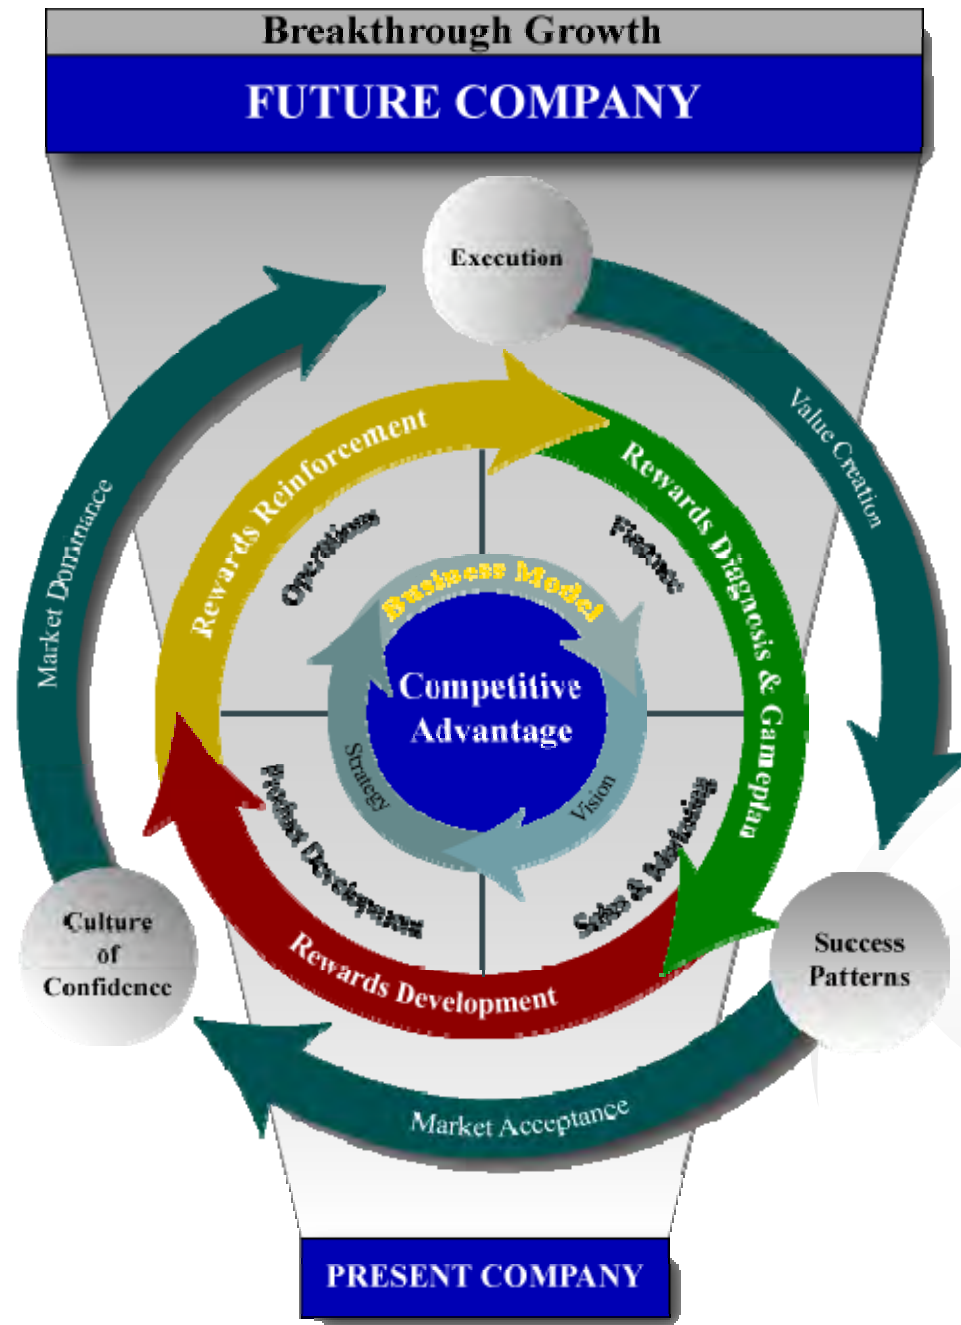 Breakthrough Growth
FUTURE COMPANY
Execution
Value Creation
Market Dominance
Rewards Reinforcement
Rewards Diagnosis & Gameplan
Operations
Finance
Business Model
Competitive
Advantage
Strategy
Vision
Product Development
Sales & Marketing
Rewards Development
Culture
of
Confidence
Success
Patterns
Market Acceptance
PRESENT COMPANY